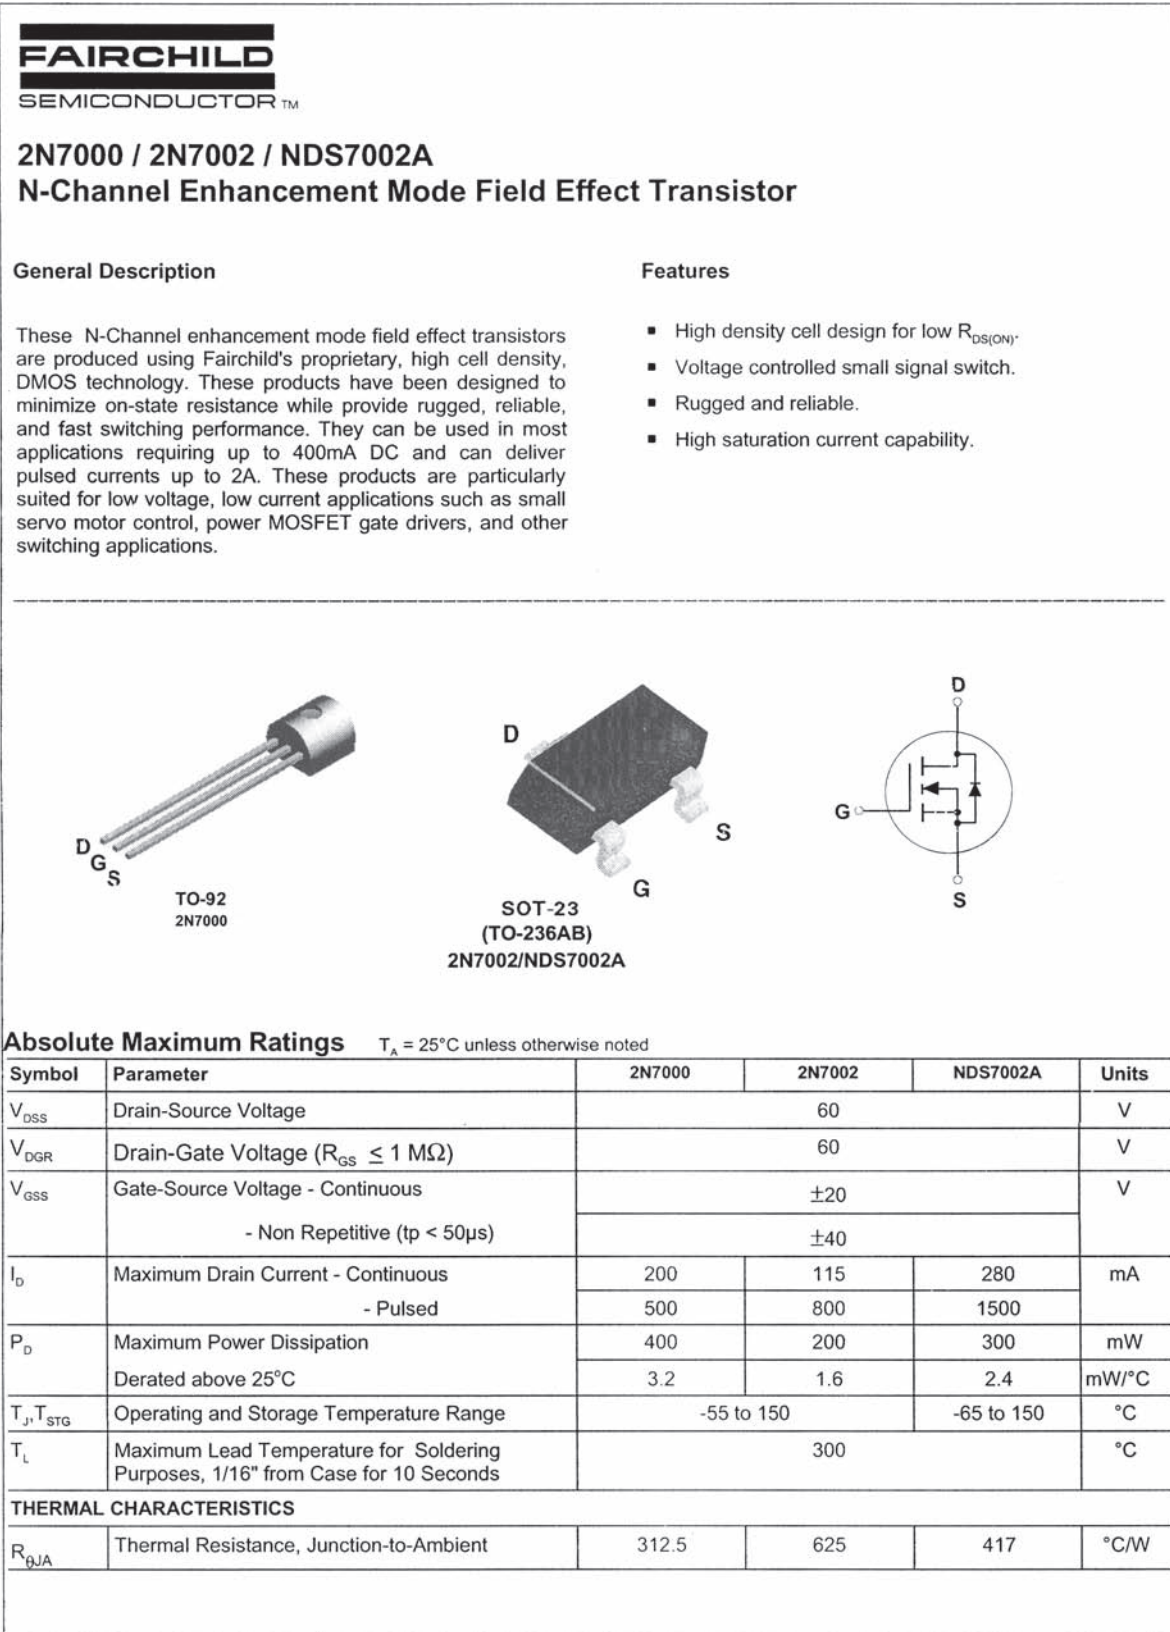 FAIRCHILD
SEMICONDUCTOR TM
2N7000 / 2N7002 / NDS7002A
N-Channel Enhancement Mode Field Effect Transistor
General Description
These N-Channel enhancement mode field effect transistors
are produced using Fairchild's proprietary, high cell density,
DMOS technology. These products have been designed to
minimize on-state resistance while provide rugged, reliable,
and fast switching performance. They can be used in most
applications requiring up to 400mA DC and can deliver
pulsed currents up to 2A. These products are particularly
suited for low voltage, low current applications such as small
servo motor control, power MOSFET gate drivers, and other
switching applications.
Features
▪ High density cell design for low RDS(ON).
▪ Voltage controlled small signal switch.
▪ Rugged and reliable.
▪ High saturation current capability.
D
G
S
TO-92
2N7000
D
S
G
SOT-23
(TO-236AB)
2N7002/NDS7002A
D
G
S
Absolute Maximum Ratings TA = 25°C unless otherwise noted
Symbol Parameter 2N7000 2N7002 NDS7002A Units
VDSS Drain-Source Voltage 60 V
VDGR Drain-Gate Voltage (RGS ≤ 1 MΩ) 60 V
VGSS Gate-Source Voltage - Continuous ±20 V
- Non Repetitive (tp < 50µs) ±40
ID Maximum Drain Current - Continuous 200 115 280 mA
- Pulsed 500 800 1500
PD Maximum Power Dissipation 400 200 300 mW
Derated above 25°C 3.2 1.6 2.4 mW/°C
TJ,TSTG Operating and Storage Temperature Range -55 to 150 -65 to 150 °C
TL Maximum Lead Temperature for Soldering 300 °C
Purposes, 1/16" from Case for 10 Seconds
THERMAL CHARACTERISTICS
RθJA Thermal Resistance, Junction-to-Ambient 312.5 625 417 °C/W